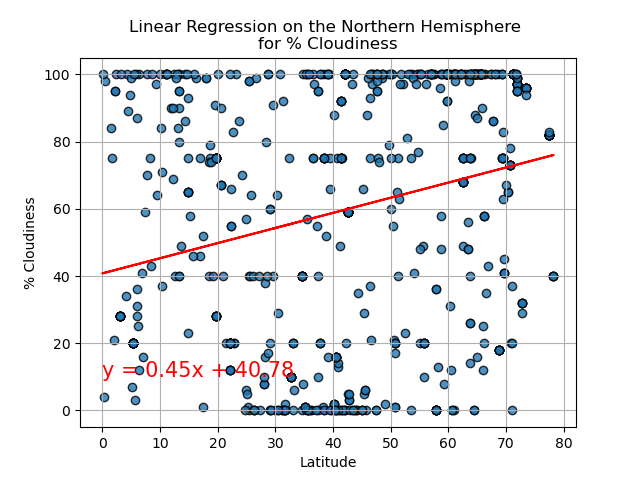 Linear Regression on the Northern Hemisphere
for % Cloudiness
100
80
60
40
20
0
% Cloudiness
y = 0.45x + 40.78
0 10 20 30 40 50 60 70 80
Latitude